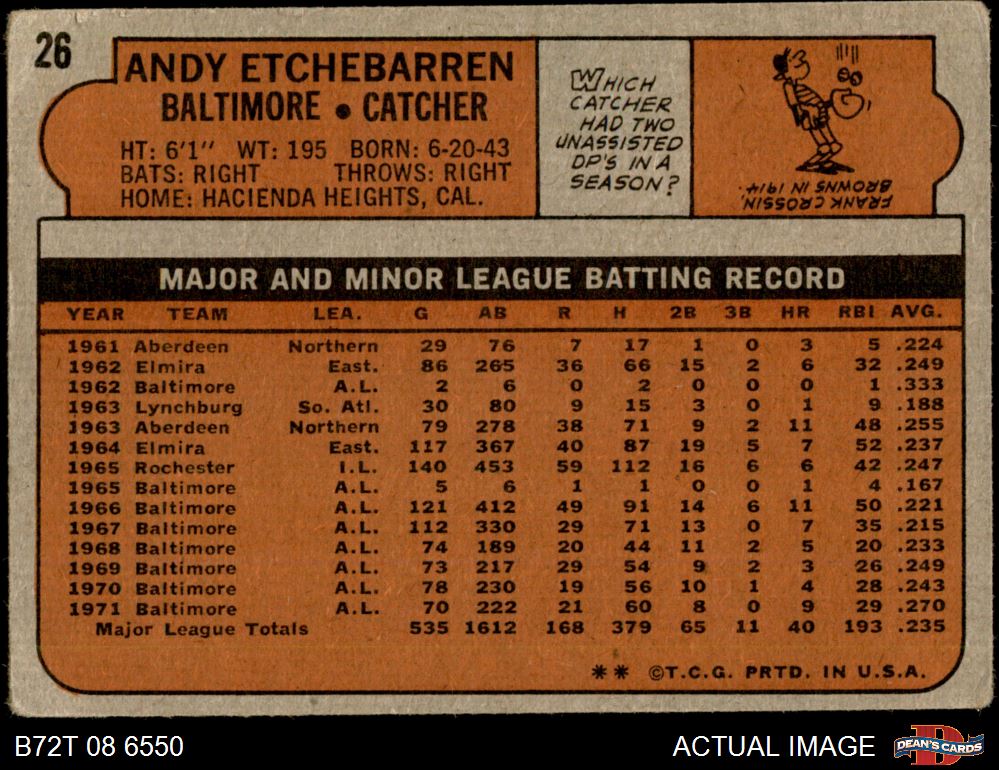 26
ANDY ETCHEBARREN
BALTIMORE • CATCHER
HT: 6'1" WT: 195 BORN: 6-20-43
BATS: RIGHT THROWS: RIGHT
HOME: HACIENDA HEIGHTS, CAL.
WHICH
CATCHER
HAD TWO
UNASSISTED
DP'S IN A
SEASON?
FRANK CROSSIN,
BROWNS IN 1914.
MAJOR AND MINOR LEAGUE BATTING RECORD
YEAR TEAM LEA. G AB R H 2B 3B HR RBI AVG.
1961 Aberdeen Northern 29 76 7 17 1 0 3 5 .224
1962 Elmira East. 86 265 36 66 15 2 6 32 .249
1962 Baltimore A.L. 2 6 0 2 0 0 0 1 .333
1963 Lynchburg So. Atl. 30 80 9 15 3 0 1 9 .188
1963 Aberdeen Northern 79 278 38 71 9 2 11 48 .255
1964 Elmira East. 117 367 40 87 19 5 7 52 .237
1965 Rochester I.L. 140 453 59 112 16 6 6 42 .247
1965 Baltimore A.L. 5 6 1 1 0 0 1 4 .167
1966 Baltimore A.L. 121 412 49 91 14 6 11 50 .221
1967 Baltimore A.L. 112 330 29 71 13 0 7 35 .215
1968 Baltimore A.L. 74 189 20 44 11 2 5 20 .233
1969 Baltimore A.L. 73 217 29 54 9 2 3 26 .249
1970 Baltimore A.L. 78 230 19 56 10 1 4 28 .243
1971 Baltimore A.L. 70 222 21 60 8 0 9 29 .270
Major League Totals 535 1612 168 379 65 11 40 193 .235
** ©T.C.G. PRTD. IN U.S.A.
B72T 08 6550
ACTUAL IMAGE
D
DEAN'S CARDS